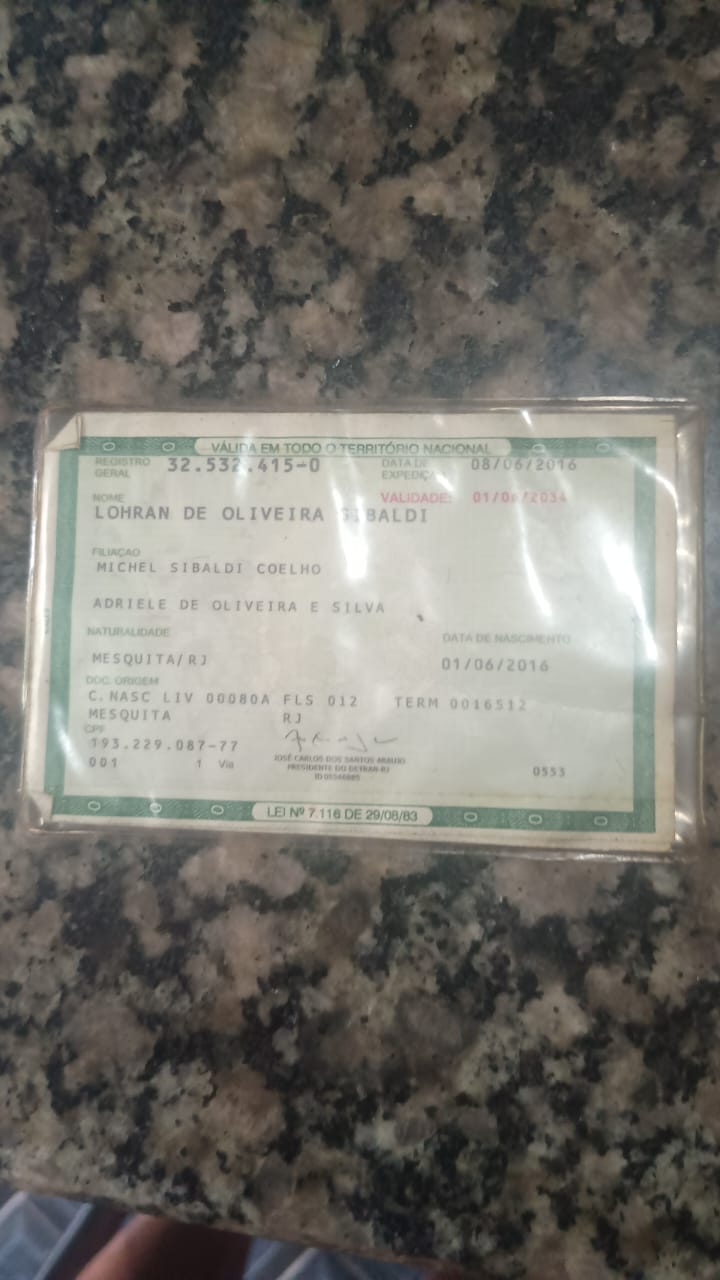 VÁLIDA EM TODO O TERRITÓRIO NACIONAL
REGISTRO GERAL 32.532.415-0 DATA DE EXPEDIÇÃO 08/06/2016
NOME VALIDADE: 01/06/2034
LOHRAN DE OLIVEIRA SIBALDI
FILIAÇÃO
MICHEL SIBALDI COELHO
ADRIELE DE OLIVEIRA E SILVA
NATURALIDADE DATA DE NASCIMENTO
MESQUITA/RJ 01/06/2016
DOC. ORIGEM
C.NASC LIV 00080A FLS 012 TERM 0016512
MESQUITA RJ
CPF
193.229.087-77
001 1 Via
JOSÉ CARLOS DOS SANTOS ARAUJO
PRESIDENTE DO DETRAN-RJ
0553
LEI Nº 7.116 DE 29/08/83